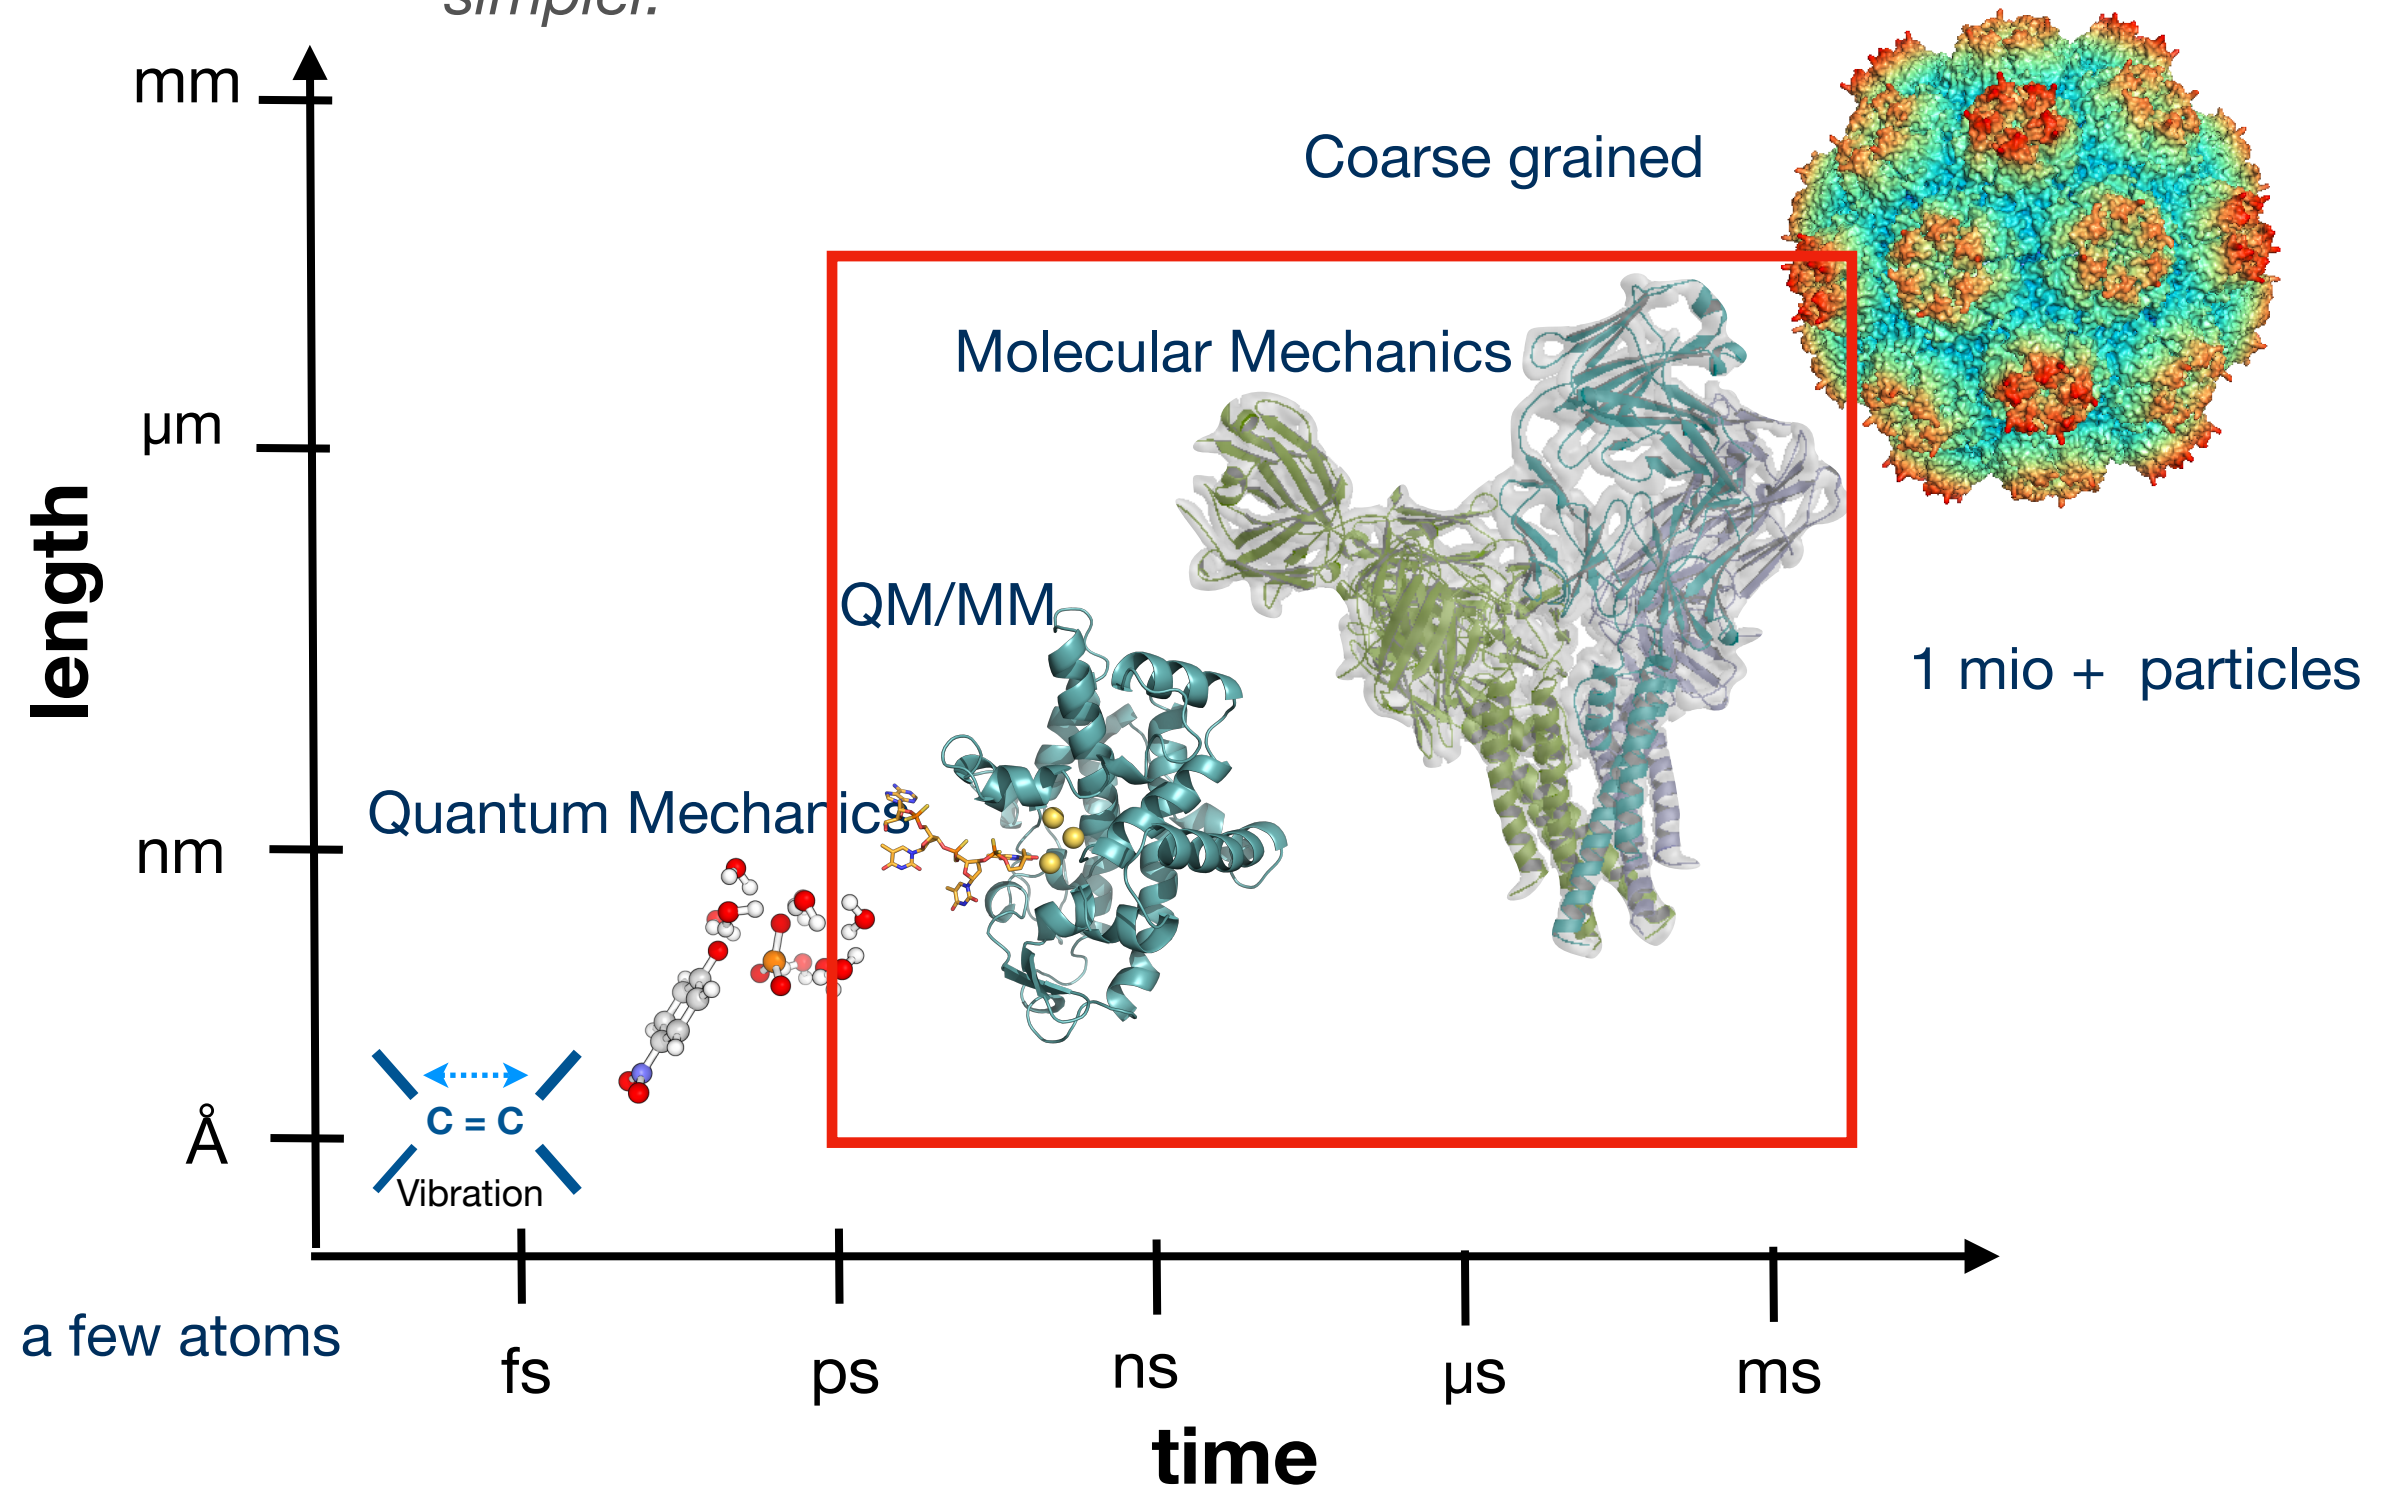 simpler.
mm
Coarse grained
Molecular Mechanics
µm
length
QM/MM
1 mio + particles
Quantum Mechanics
nm
Å
C = C
Vibration
a few atoms
fs
ps
ns
µs
ms
time